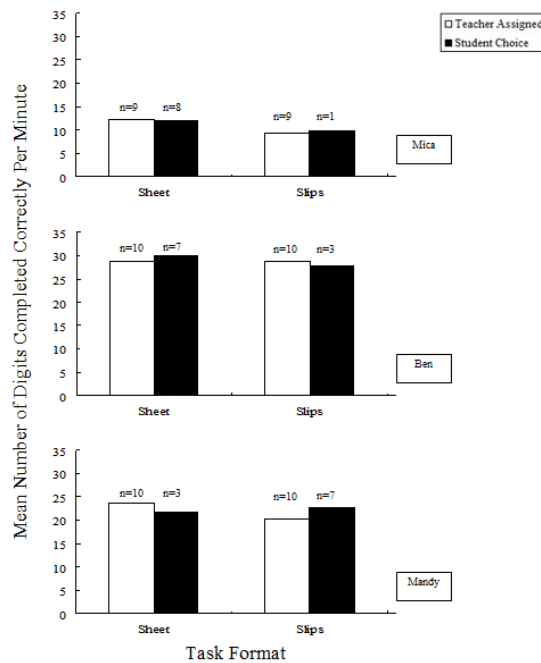 Teacher Assigned
Student Choice
Mean Number of Digits Completed Correctly Per Minute
35
30
25
20
15
10
5
0
n=9 n=8 n=9 n=1
Sheet Slips
Mica
35
30
25
20
15
10
5
0
n=10 n=7 n=10 n=3
Sheet Slips
Ben
35
30
25
20
15
10
5
0
n=10 n=3 n=10 n=7
Sheet Slips
Mandy
Task Format